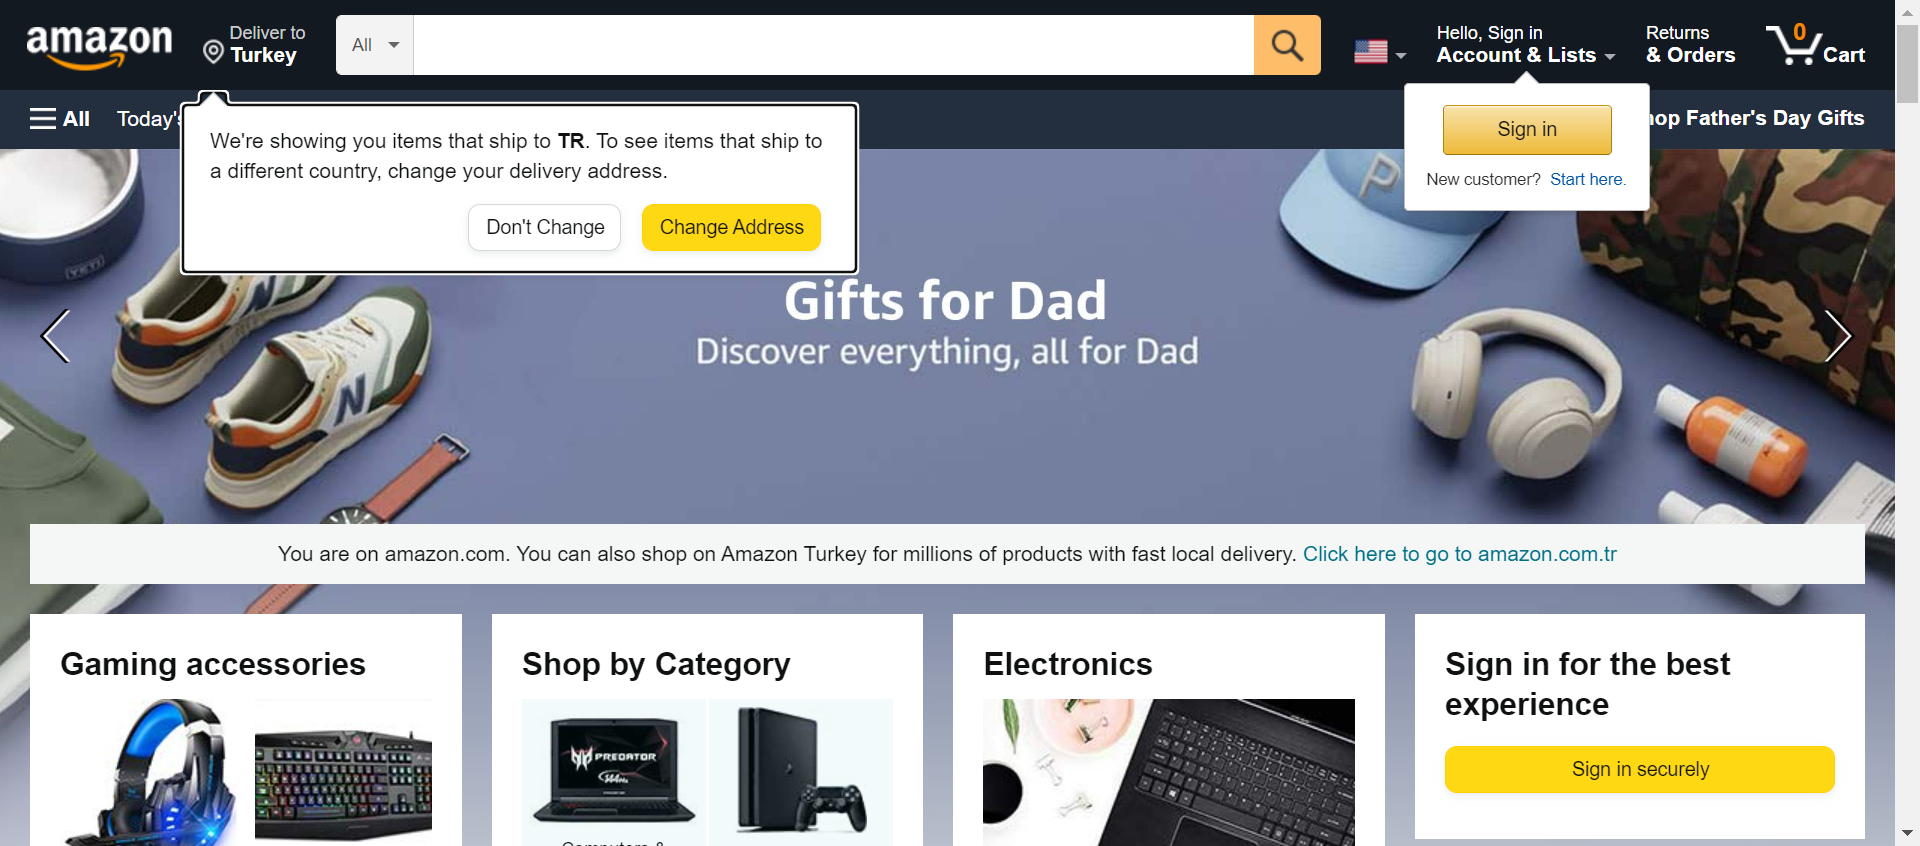 amazon
Deliver to
Turkey
All
Hello, Sign in
Account & Lists
Returns
& Orders
0
Cart
All
Today's
Father's Day Gifts
We're showing you items that ship to TR. To see items that ship to
a different country, change your delivery address.
Don't Change
Change Address
Sign in
New customer? Start here.
YETI
P
N
N
Gifts for Dad
Discover everything, all for Dad
You are on amazon.com. You can also shop on Amazon Turkey for millions of products with fast local delivery. Click here to go to amazon.com.tr
Gaming accessories
Shop by Category
PREDATOR
144Hz
Computers &
Electronics
Sign in for the best
experience
Sign in securely